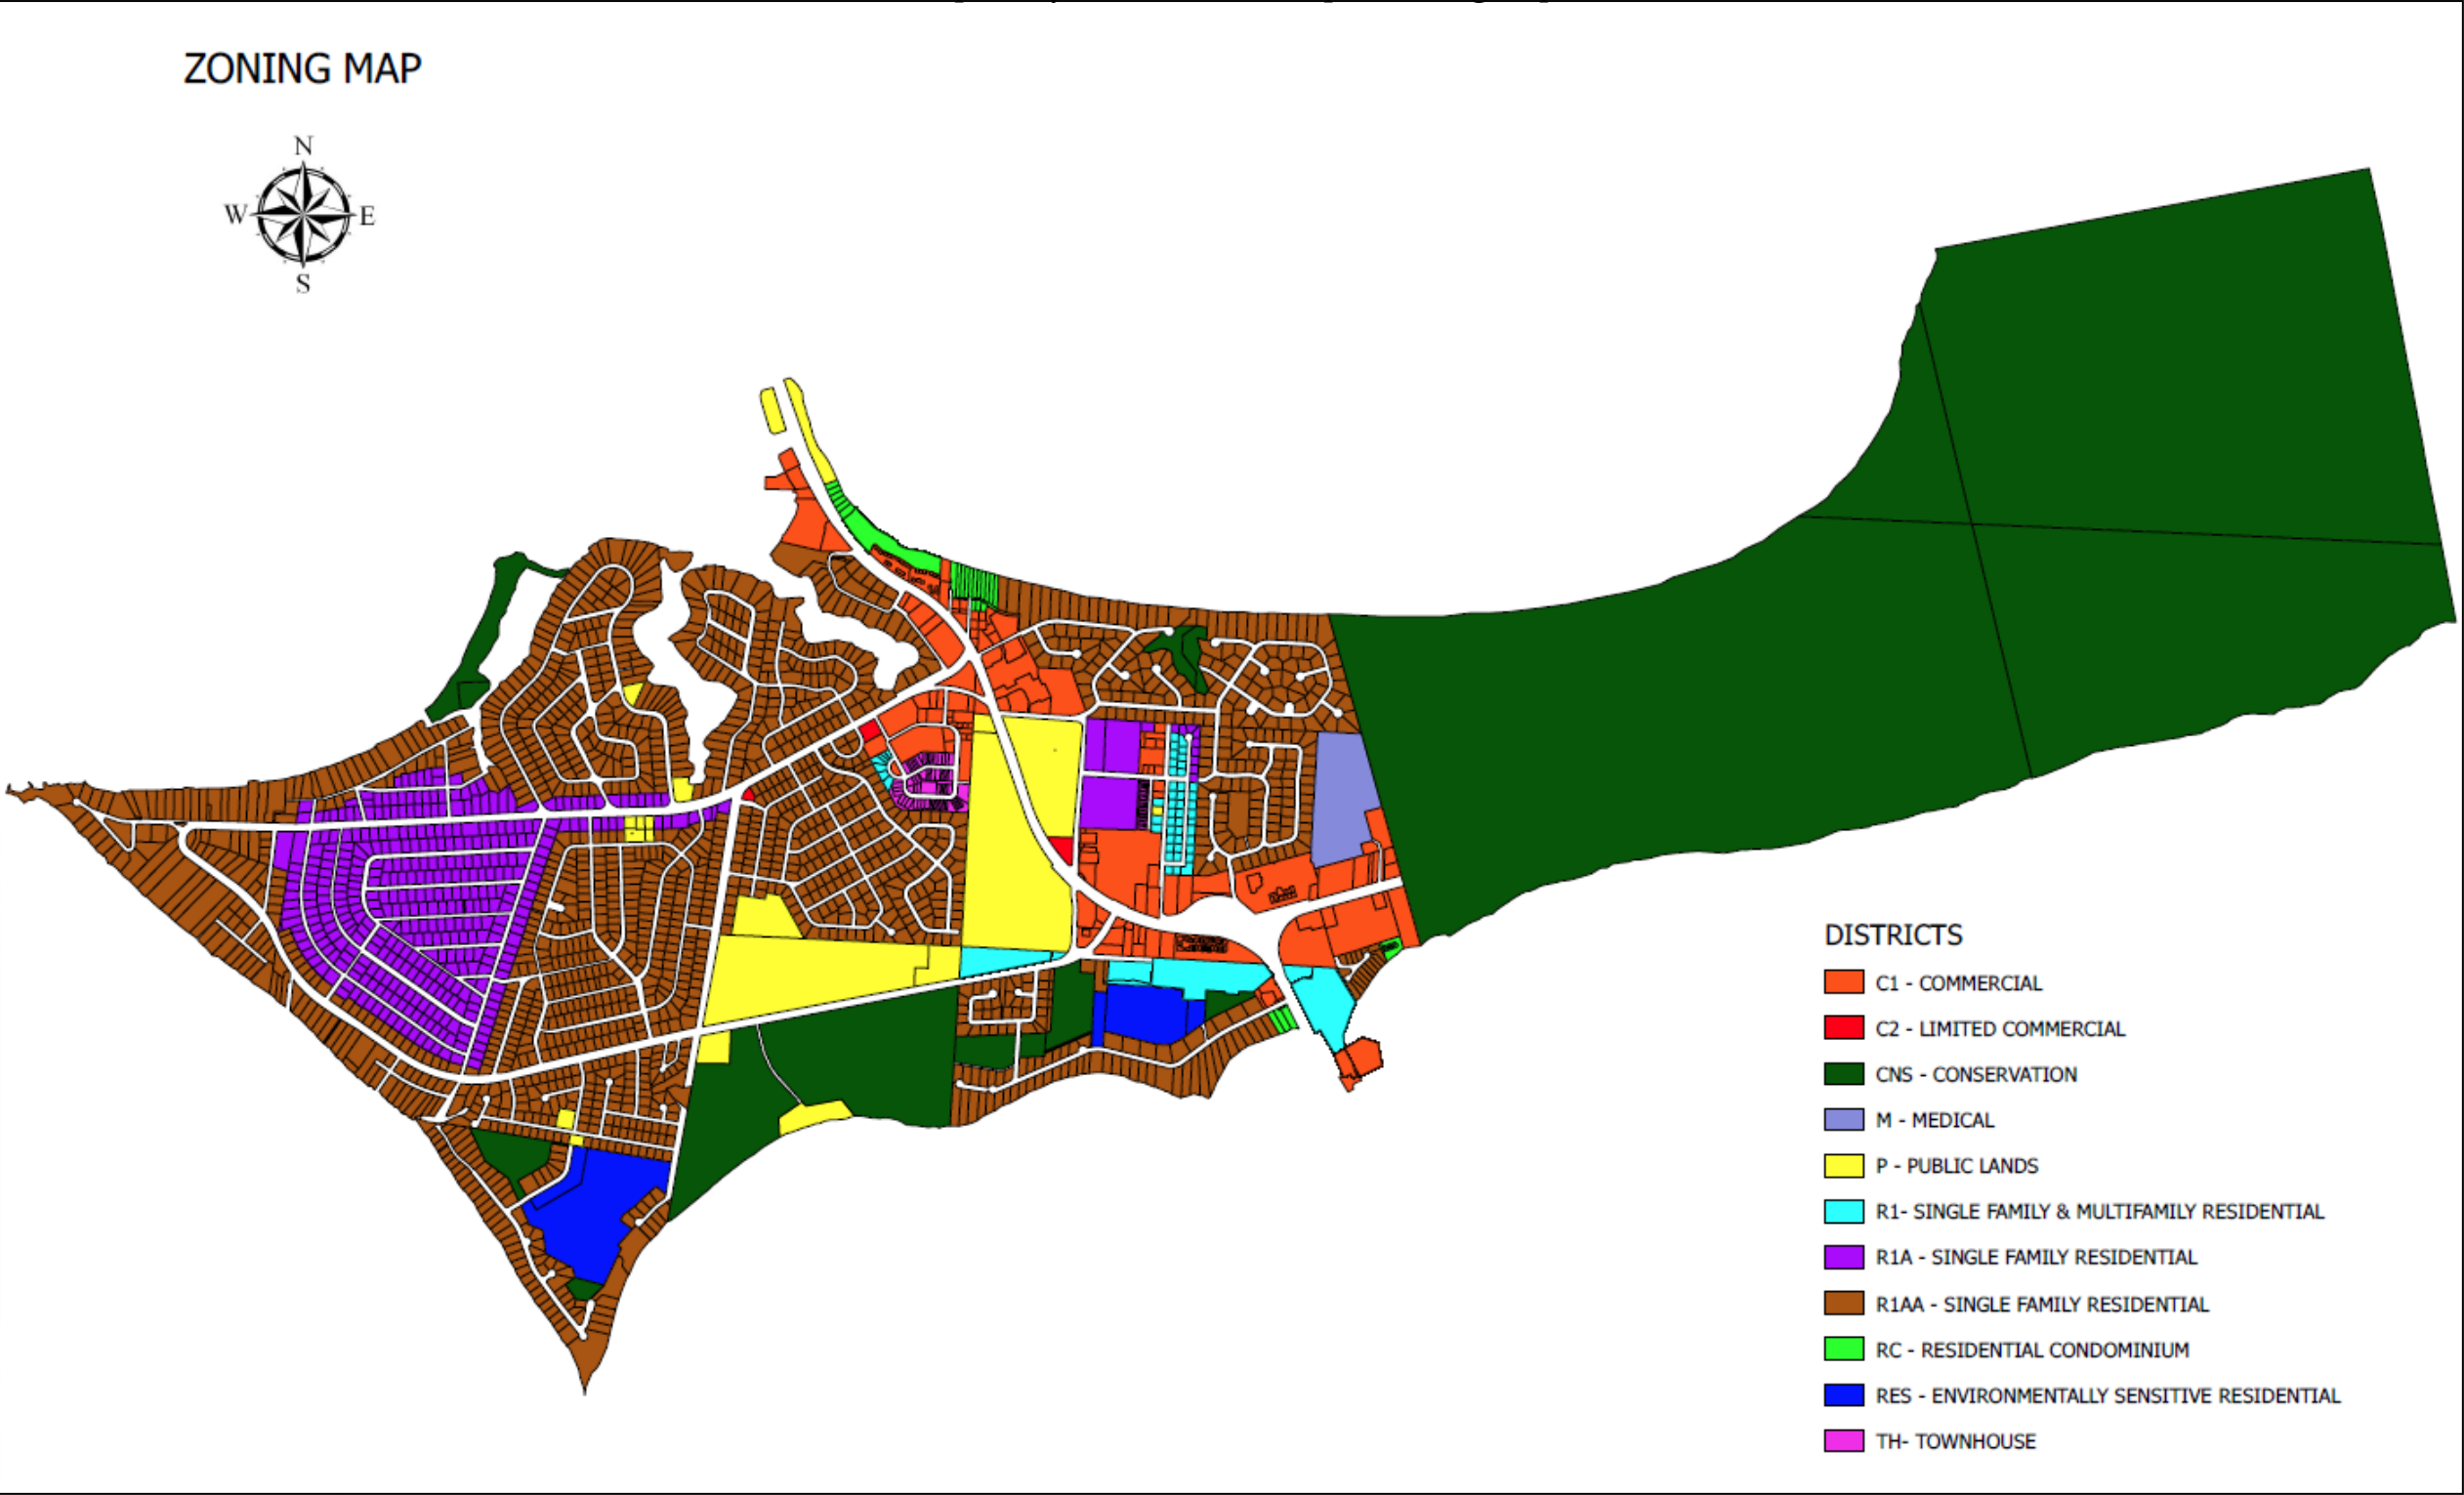 ZONING MAP
N
W E
S
DISTRICTS
C1 - COMMERCIAL
C2 - LIMITED COMMERCIAL
CNS - CONSERVATION
M - MEDICAL
P - PUBLIC LANDS
R1- SINGLE FAMILY & MULTIFAMILY RESIDENTIAL
R1A - SINGLE FAMILY RESIDENTIAL
R1AA - SINGLE FAMILY RESIDENTIAL
RC - RESIDENTIAL CONDOMINIUM
RES - ENVIRONMENTALLY SENSITIVE RESIDENTIAL
TH- TOWNHOUSE